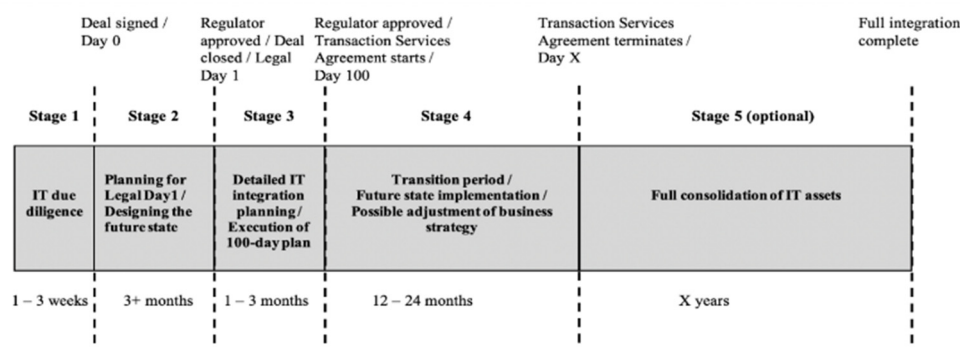 Deal signed /
Day 0
Regulator
approved / Deal
closed / Legal
Day 1
Regulator approved /
Transaction Services
Agreement starts /
Day 100
Transaction Services
Agreement terminates /
Day X
Full integration
complete
Stage 1
Stage 2
Stage 3
Stage 4
Stage 5 (optional)
IT due
diligence
Planning for
Legal Day1 /
Designing the
future state
Detailed IT
integration
planning/
Execution of
100-day plan
Transition period /
Future state implementation /
Possible adjustment of business
strategy
Full consolidation of IT assets
1 – 3 weeks
3+ months
1 – 3 months
12 – 24 months
X years